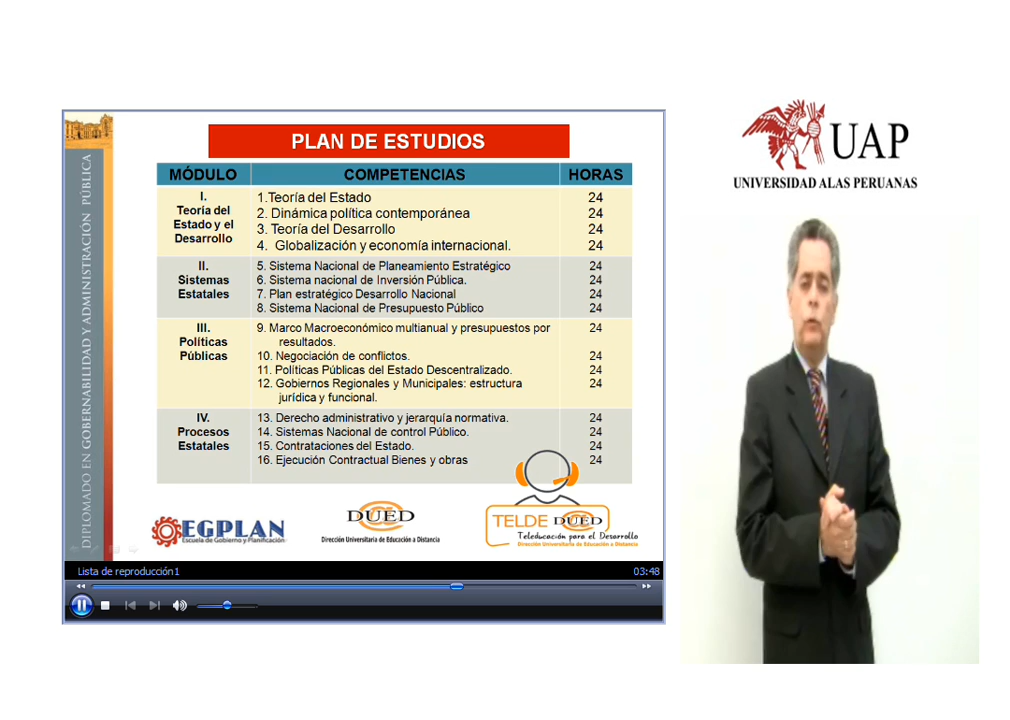 PLAN DE ESTUDIOS
MÓDULO COMPETENCIAS HORAS
I.
Teoría del
Estado y el
Desarrollo
1.Teoría del Estado 24
2. Dinámica política contemporánea 24
3. Teoría del Desarrollo 24
4. Globalización y economía internacional. 24
II.
Sistemas
Estatales
5. Sistema Nacional de Planeamiento Estratégico 24
6. Sistema nacional de Inversión Pública. 24
7. Plan estratégico Desarrollo Nacional 24
8. Sistema Nacional de Presupuesto Público 24
III.
Políticas
Públicas
9. Marco Macroeconómico multianual y presupuestos por 24
resultados.
10. Negociación de conflictos. 24
11. Políticas Públicas del Estado Descentralizado. 24
12. Gobiernos Regionales y Municipales: estructura 24
jurídica y funcional.
IV.
Procesos
Estatales
13. Derecho administrativo y jerarquía normativa. 24
14. Sistemas Nacional de control Público. 24
15. Contrataciones del Estado. 24
16. Ejecución Contractual Bienes y obras 24
DIPLOMADO EN GOBERNABILIDAD Y ADMINISTRACIÓN PÚBLICA
EGPLAN
Escuela de Gobierno y Planificación
DUED
Dirección Universitaria de Educación a Distancia
TELDE DUED
Teleducación para el Desarrollo
Dirección Universitaria de Educación a Distancia
Lista de reproducción1 03:48
UAP
UNIVERSIDAD ALAS PERUANAS